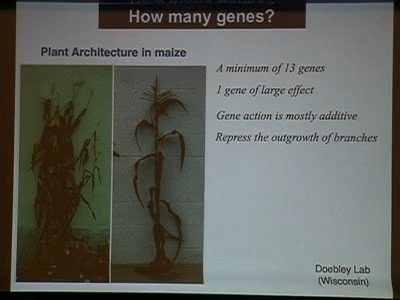 How many genes?
Plant Architecture in maize
A minimum of 13 genes
1 gene of large effect
Gene action is mostly additive
Repress the outgrowth of branches
Doebley Lab
(Wisconsin)